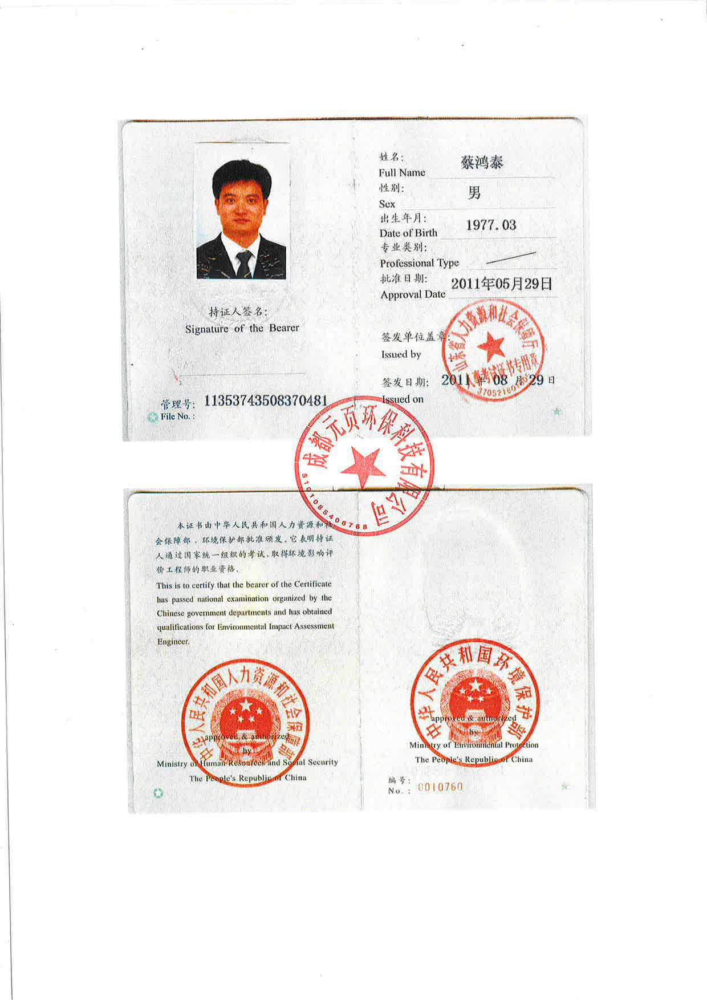 姓名:
Full Name
蔡鸿泰
性别:
Sex
男
出生年月:
Date of Birth
1977.03
专业类别:
Professional Type
批准日期:
Approval Date
2011年05月29日
持证人签名:
Signature of the Bearer
签发单位盖章:
Issued by
山东省人力资源和社会保障厅
人事考试证书专用章
签发日期:
2011 年 08 月 29 日
Issued on
管理号:
File No. :
11353743508370481
成都元页环保科技有限公司
5101085406768
本证书由中华人民共和国人力资源和社
会保障部、环境保护部批准颁发。它表明持证
人通过国家统一组织的考试,取得环境影响评
价工程师的职业资格。
This is to certify that the bearer of the Certificate
has passed national examination organized by the
Chinese government departments and has obtained
qualifications for Environmental Impact Assessment
Engineer.
中华人民共和国人力资源和社会保障部
approved & authorized
by
Ministry of Human Resources and Social Security
The People's Republic of China
中华人民共和国环境保护部
approved & authorized
by
Ministry of Environmental Protection
The People's Republic of China
编号:
No. :
0010760